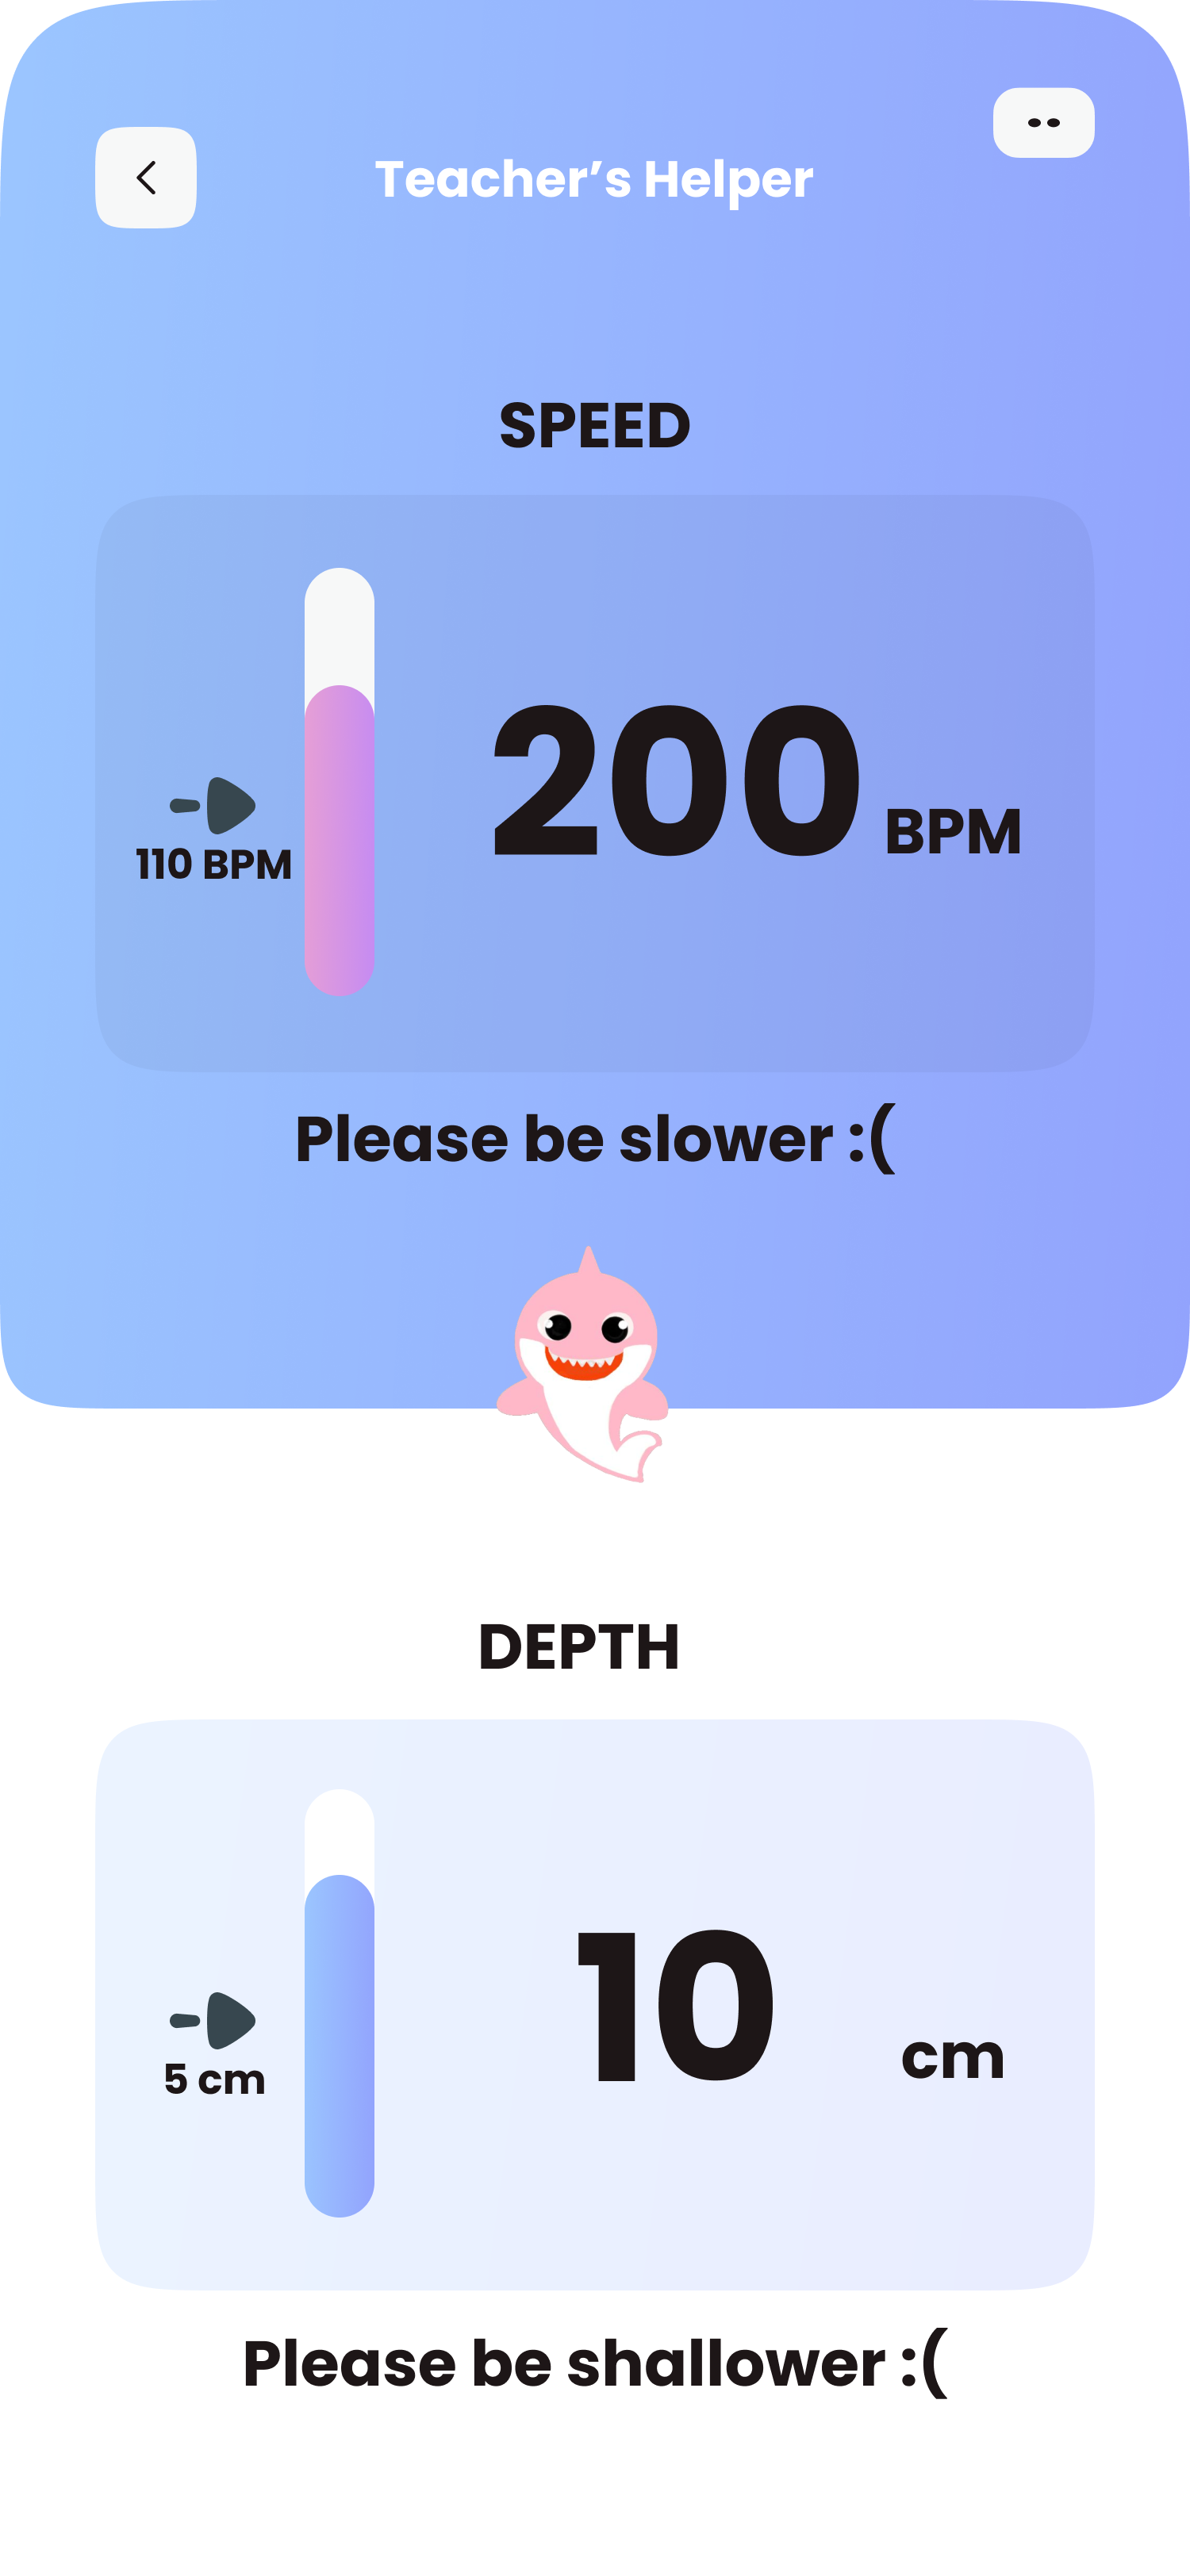 Teacher’s Helper
SPEED
200 BPM
110 BPM
Please be slower :(
DEPTH
10 cm
5 cm
Please be shallower :(